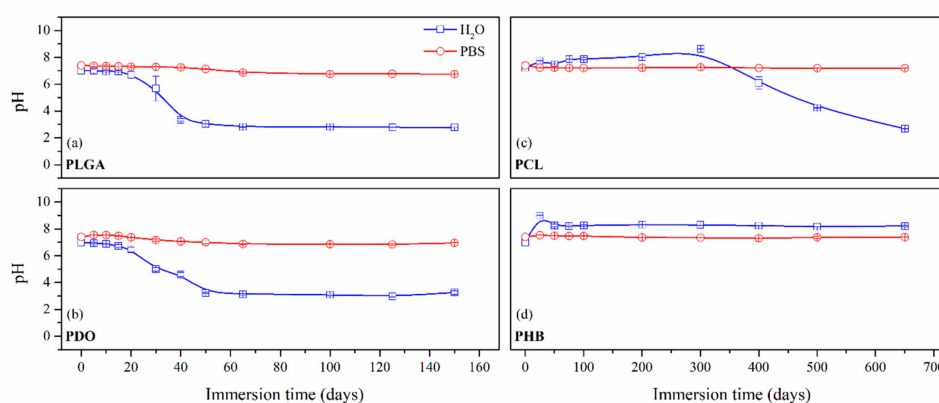 10
8
6
4
2
0
pH
(a)
PLGA
H₂O
PBS
(c)
PCL
10
8
6
4
2
0
pH
(b)
PDO
(d)
PHB
0 20 40 60 80 100 120 140 160
0 100 200 300 400 500 600 700
Immersion time (days)
Immersion time (days)